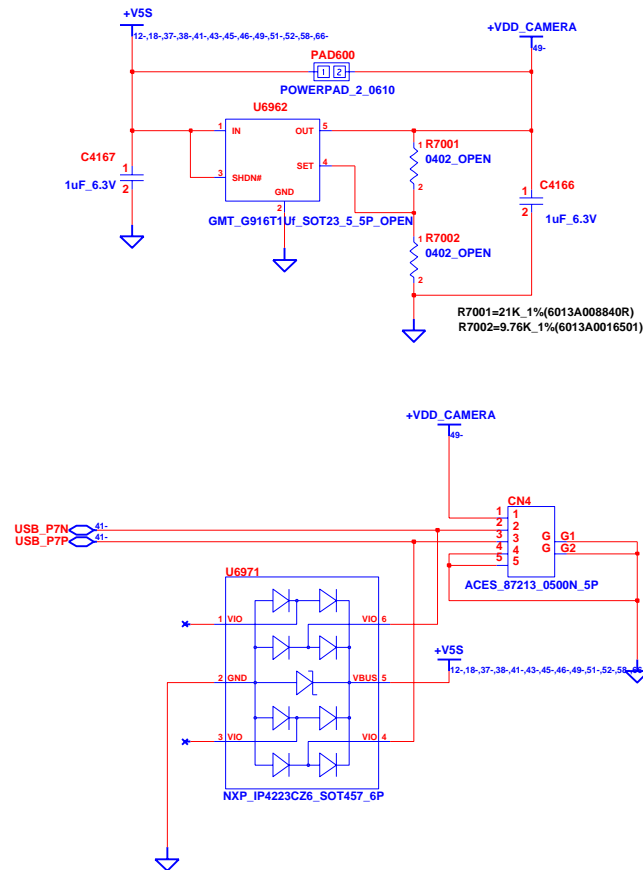 +V5S
12-,18-,37-,38-,41-,43-,45-,46-,49-,51-,52-,58-,66-
+VDD_CAMERA
49-
PAD600
1 2
POWERPAD_2_0610
U6962
1 IN OUT 5
SET 4
3 SHDN#
GND
2
GMT_G916T1Uf_SOT23_5_5P_OPEN
C4167
1
2
1uF_6.3V
R7001
1 0402_OPEN
2
R7002
1 0402_OPEN
2
C4166
1
2
1uF_6.3V
R7001=21K_1%(6013A008840R)
R7002=9.76K_1%(6013A0016501)
+VDD_CAMERA
49-
CN4
1 1
2 2
3 3 G G1
4 4 G G2
5 5
ACES_87213_0500N_5P
USB_P7N 41-
USB_P7P 41-
U6971
1 VIO VIO 6
2 GND VBUS 5
3 VIO VIO 4
NXP_IP4223CZ6_SOT457_6P
+V5S
12-,18-,37-,38-,41-,43-,45-,46-,49-,51-,52-,58-,66-